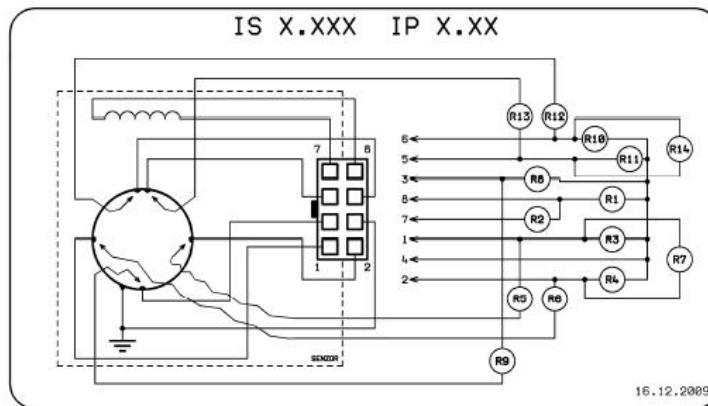 IS X.XXX IP X.XX
R13
R12
7
8
6
R10
R14
5
R11
3
R8
8
R1
7
R2
1
R3
1
2
4
R7
2
R4
R5
R6
SENZOR
R9
16.12.2009